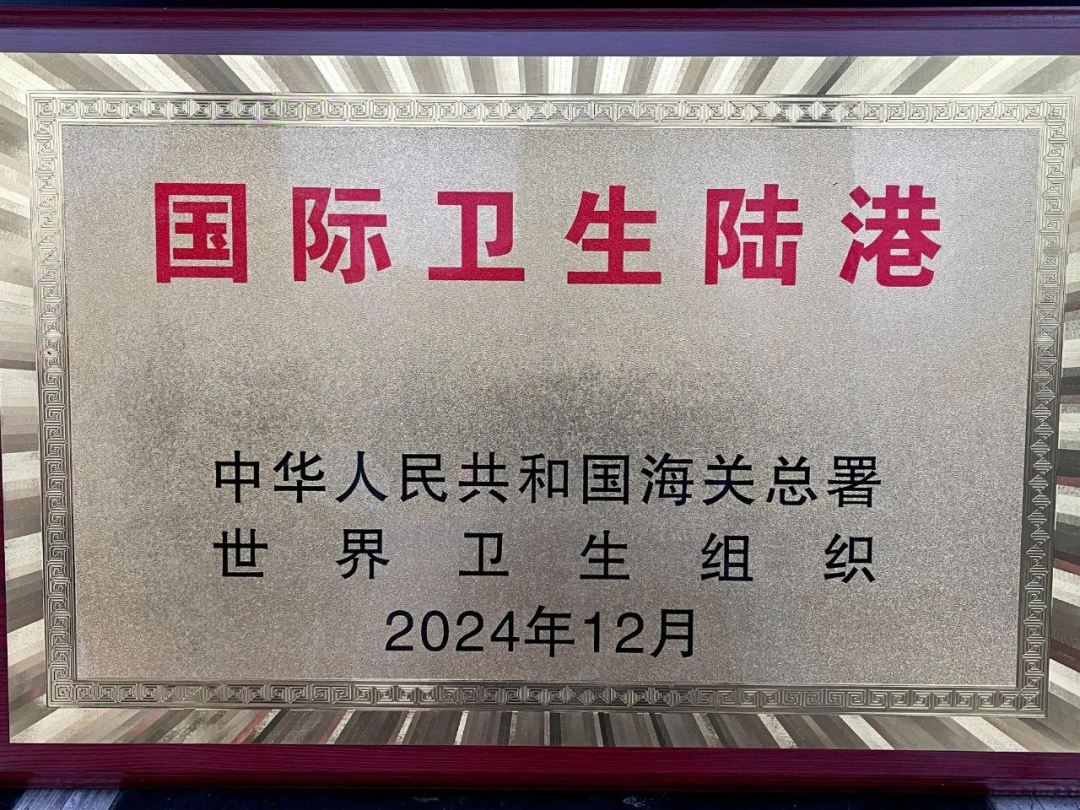 国际卫生陆港
中华人民共和国海关总署
世界卫生组织
2024年12月